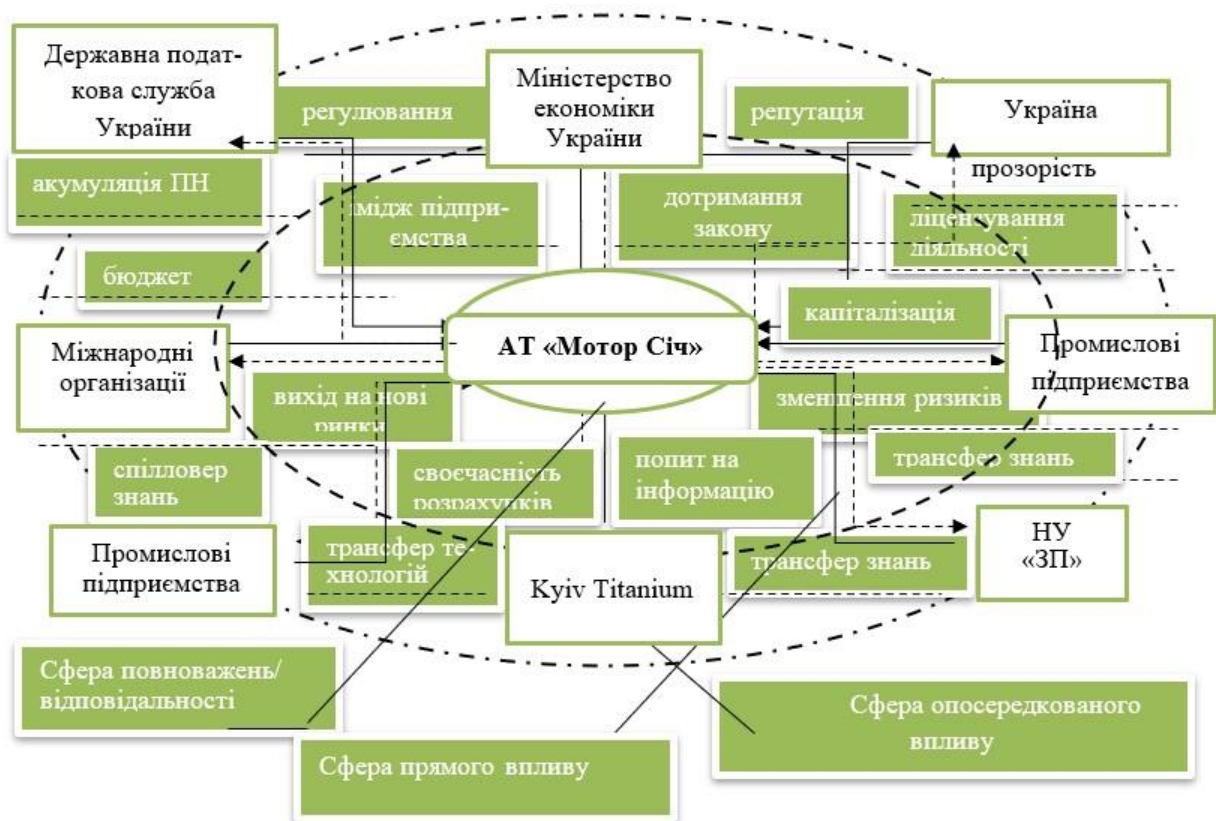 Державна подат-
кова служба
України
регулювання
Міністерство
економіки
України
репутація
Україна
прозорість
акумуляція ПН
імідж підпри-
ємства
дотримання
закону
ліцензування
діяльності
бюджет
капіталізація
Міжнародні
організації
АТ «Мотор Січ»
Промислові
підприємства
вихід на нові
ринки
зменшення ризиків
спілловер
знань
своєчасність
розрахунків
попит на
інформацію
трансфер знань
Промислові
підприємства
трансфер те-
хнологій
Kyiv Titanium
трансфер знань
НУ
«ЗП»
Сфера повноважень/
відповідальності
Сфера прямого впливу
Сфера опосередкованого
впливу